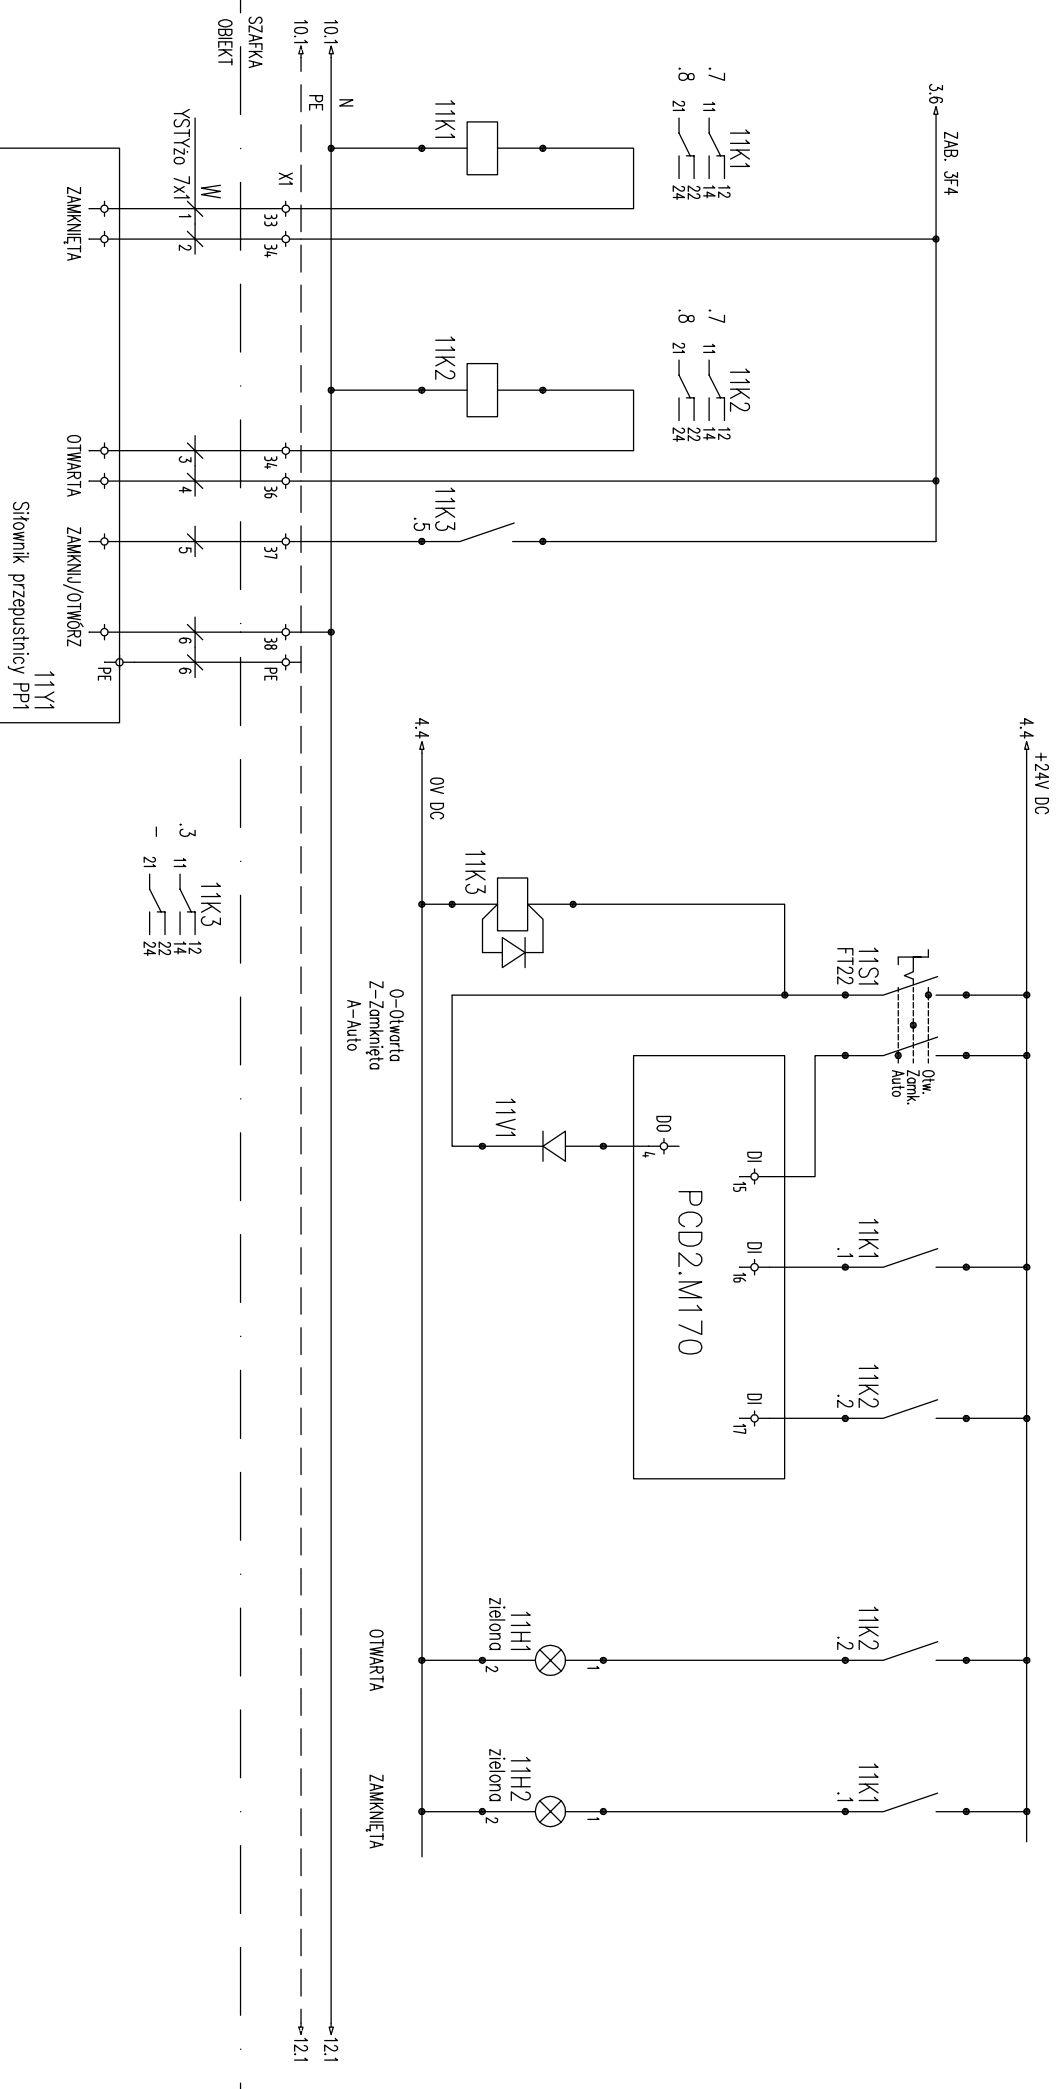 3.6
ZAB. 3F4
4.4
+24V DC
11K1
.7 11 12
14
.8 21 22
24
11K2
.7 11 12
14
.8 21 22
24
11S1
FT22
Otw.
Zamk.
Auto
11K1
.1
11K2
.2
11K2
.2
11K1
.1
DI
15
DI
16
DI
17
DO
4
PCD2.M170
11K1
11K2
11K3
.5
11K3
11V1
11H1
zielona
1
2
11H2
zielona
1
2
4.4
0V DC
O-Otwarta
Z-Zamknięta
A-Auto
OTWARTA
ZAMKNIĘTA
10.1
N
12.1
10.1
PE
12.1
X1
33
34
34
36
37
38
PE
SZAFKA
OBIEKT
W
YSTYżo 7x1
1
2
3
4
5
6
6
11K3
.3 11 12
14
– 21 22
24
ZAMKNIĘTA
OTWARTA
ZAMKNIJ/OTWÓRZ
PE
11Y1
Siłownik przepustnicy PP1